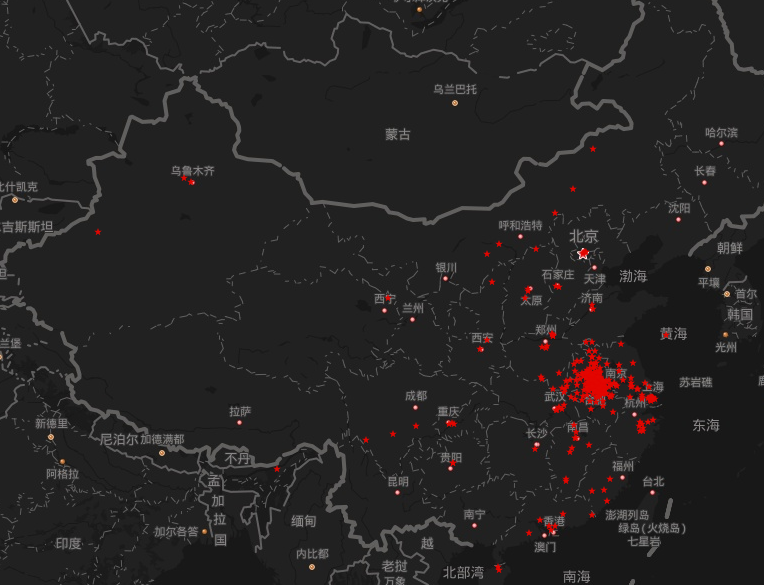 乌兰巴托
蒙古
哈尔滨
乌鲁木齐
长春
比什凯克
沈阳
吉斯斯坦
呼和浩特
北京
朝鲜
银川
石家庄
天津
渤海
平壤
首尔
西宁
太原
济南
兰州
韩国
西安
郑州
黄海
兰堡
光州
南京
上海
苏岩礁
成都
武汉
合肥
杭州
拉萨
重庆
东海
新德里
尼泊尔
加德满都
长沙
南昌
不丹
贵阳
福州
阿格拉
昆明
台北
孟
加
拉
国
南宁
香港
澎湖列岛
缅甸
绿岛(火烧岛)
加尔各答
印度
越
澳门
七星岩
内比都
老挝
北部湾
南海
万象